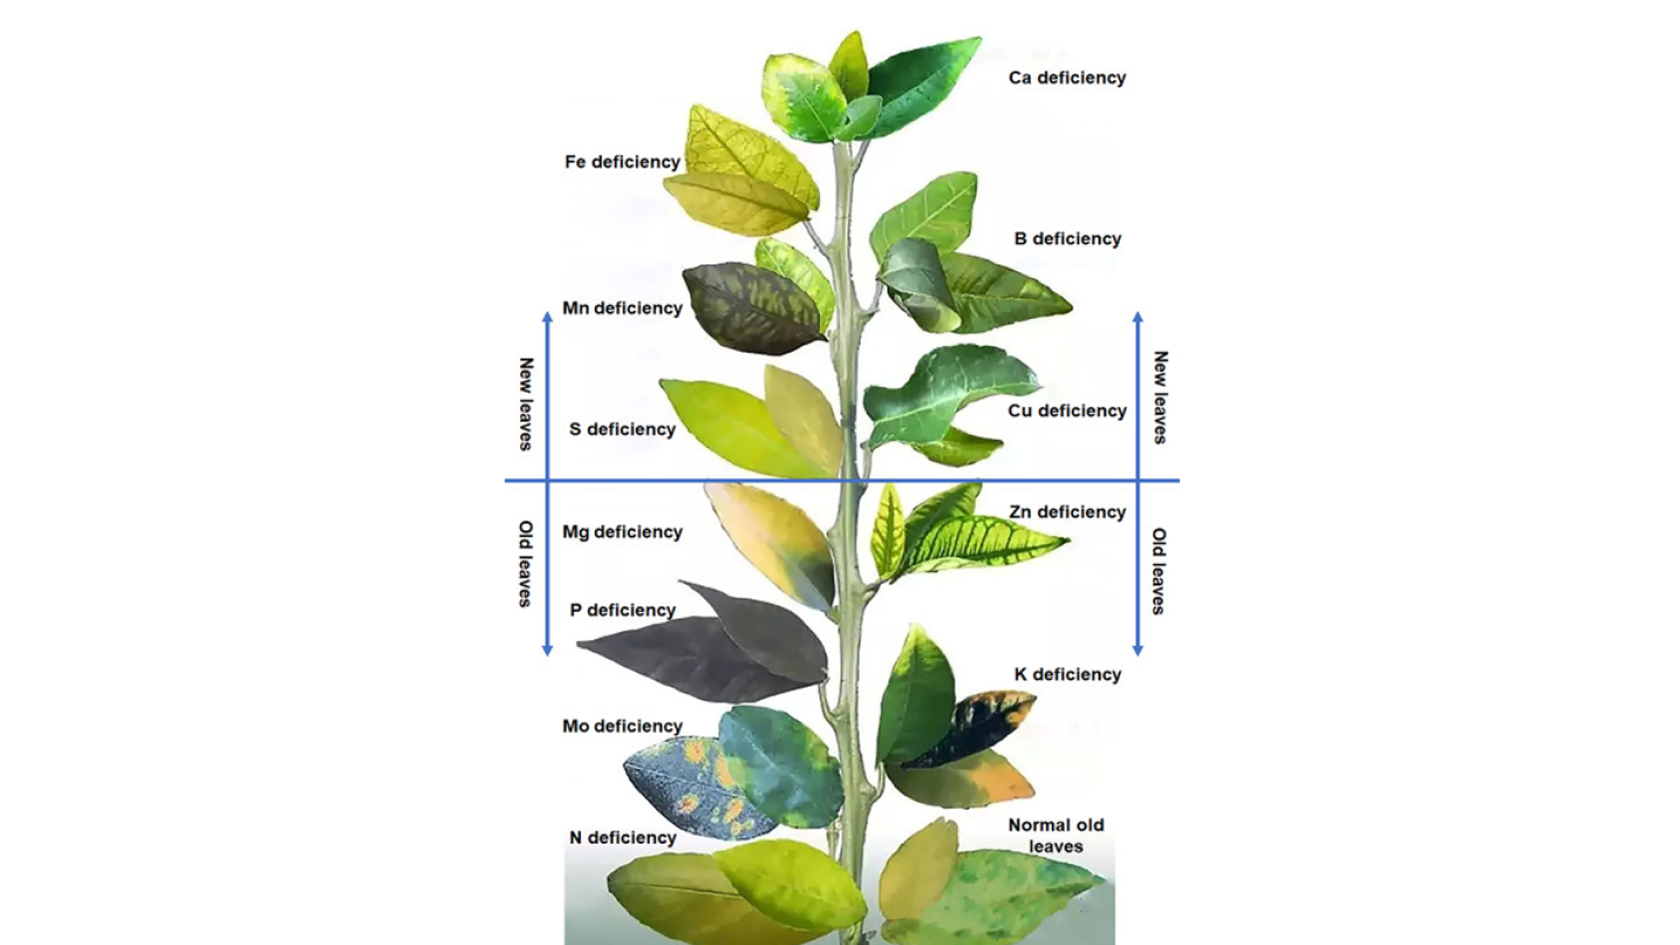 Ca deficiency
Fe deficiency
B deficiency
Mn deficiency
New leaves
New leaves
Cu deficiency
S deficiency
Zn deficiency
Mg deficiency
Old leaves
Old leaves
P deficiency
K deficiency
Mo deficiency
Normal old
leaves
N deficiency